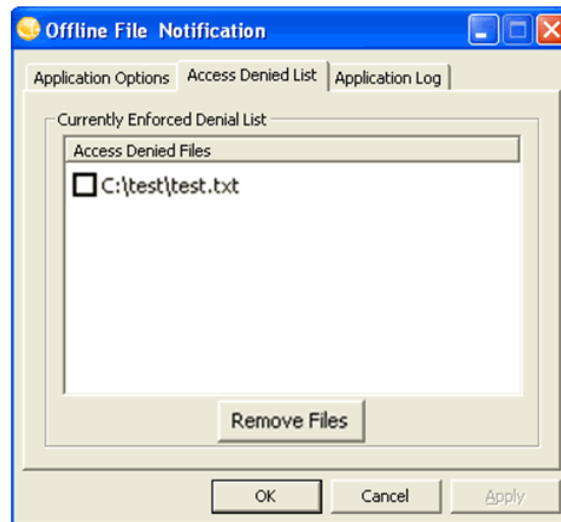 Offline File Notification
Application Options Access Denied List Application Log
Currently Enforced Denial List
Access Denied Files
C:\test\test.txt
Remove Files
OK Cancel Apply